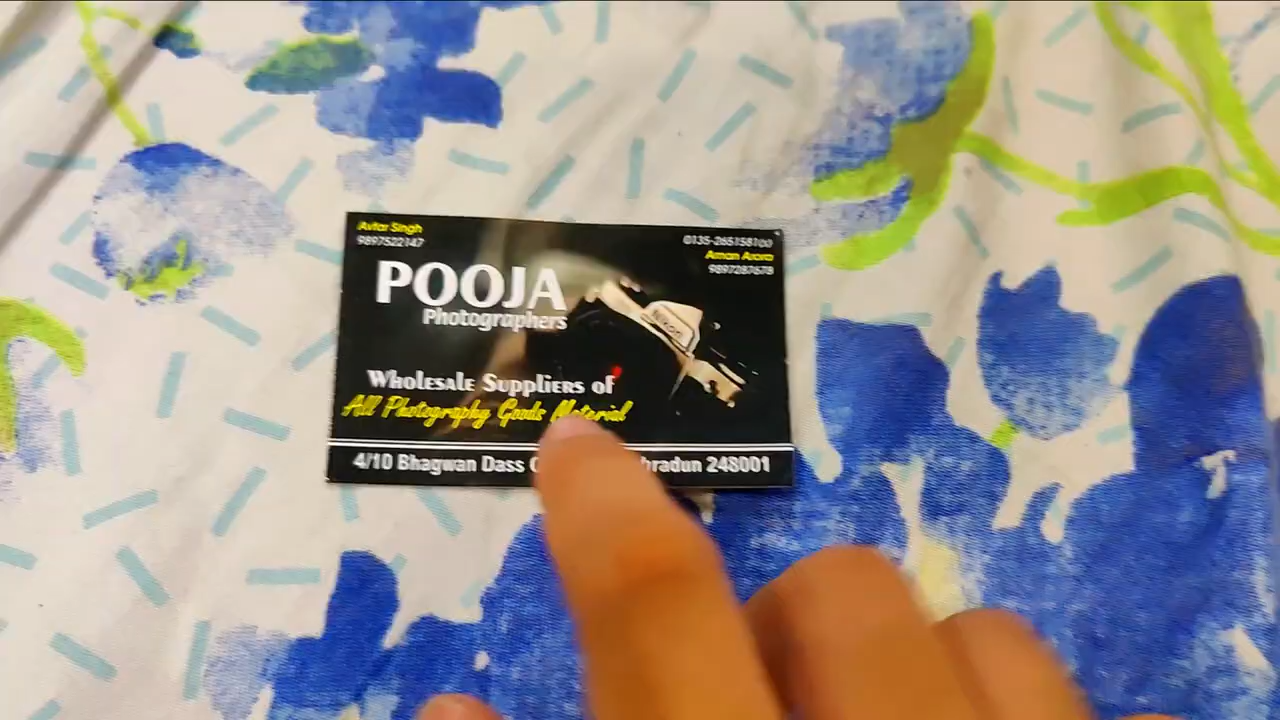 Avtar Singh
9897522147
0135-265158100
Aman Arora
9897287678
POOJA
Photographers
Nikon
Wholesale Suppliers of
All Photography Goods Material
4/10 Bhagwan Dass 248001